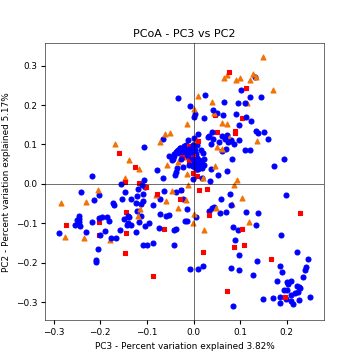 PCoA - PC3 vs PC2
PC2 - Percent variation explained 5.17%
0.3
0.2
0.1
0.0
−0.1
−0.2
−0.3
−0.3 −0.2 −0.1 0.0 0.1 0.2
PC3 - Percent variation explained 3.82%